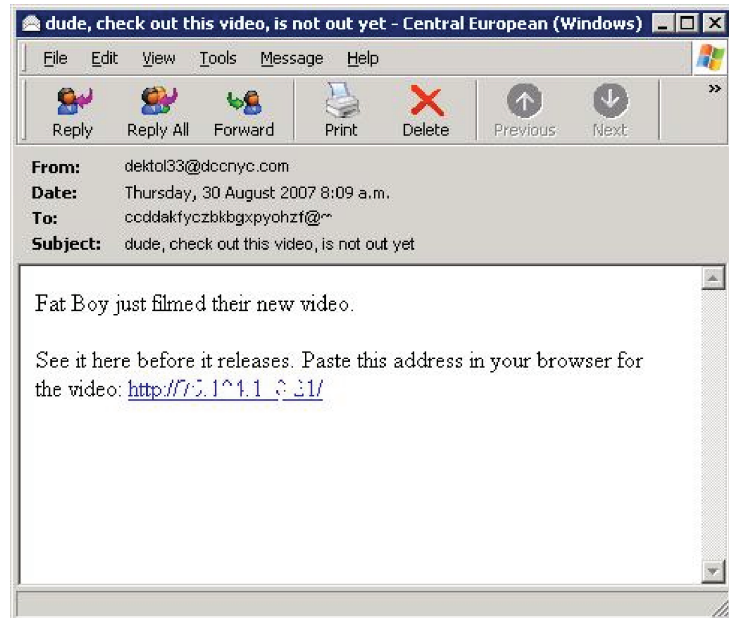 dude, check out this video, is not out yet - Central European (Windows)
File Edit View Tools Message Help
»
Reply Reply All Forward Print Delete Previous Next
From: dektol33@dccnyc.com
Date: Thursday, 30 August 2007 8:09 a.m.
To: ccddakfyczbkbgxpyohzf@~
Subject: dude, check out this video, is not out yet
Fat Boy just filmed their new video.
See it here before it releases. Paste this address in your browser for
the video: